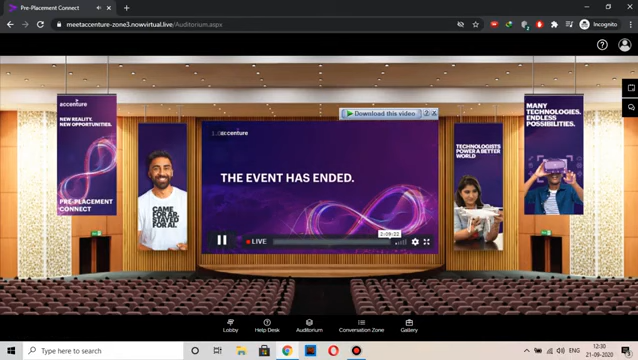 Pre-Placement Connect
meetaccenture-zone3.nowvirtual.live/Auditorium.aspx
Incognito
accenture
NEW REALITY.
NEW OPPORTUNITIES.
PRE-PLACEMENT
CONNECT
CAME
FOR AR.
STAYED
FOR AI.
Download this video
accenture
THE EVENT HAS ENDED.
2:09:22
LIVE
TECHNOLOGISTS
POWER A BETTER
WORLD
MANY
TECHNOLOGIES.
ENDLESS
POSSIBILITIES.
Lobby
Help Desk
Auditorium
Conversation Zone
Gallery
Type here to search
ENG
12:30
21-09-2020